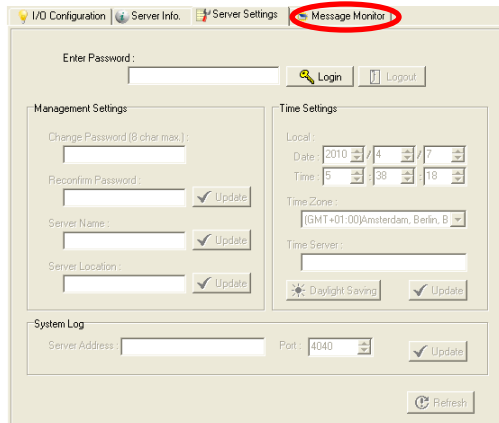 I/O Configuration Server Info. Server Settings Message Monitor
Enter Password :
Login Logout
Management Settings
Change Password (8 char max.) :
Reconfirm Password :
Update
Server Name :
Update
Server Location :
Update
Time Settings
Local :
Date : 2010 / 4 / 7
Time : 5 : 38 : 18
Time Zone :
(GMT+01:00)Amsterdam, Berlin, B
Time Server :
Daylight Saving Update
System Log
Server Address : Port : 4040 Update
Refresh